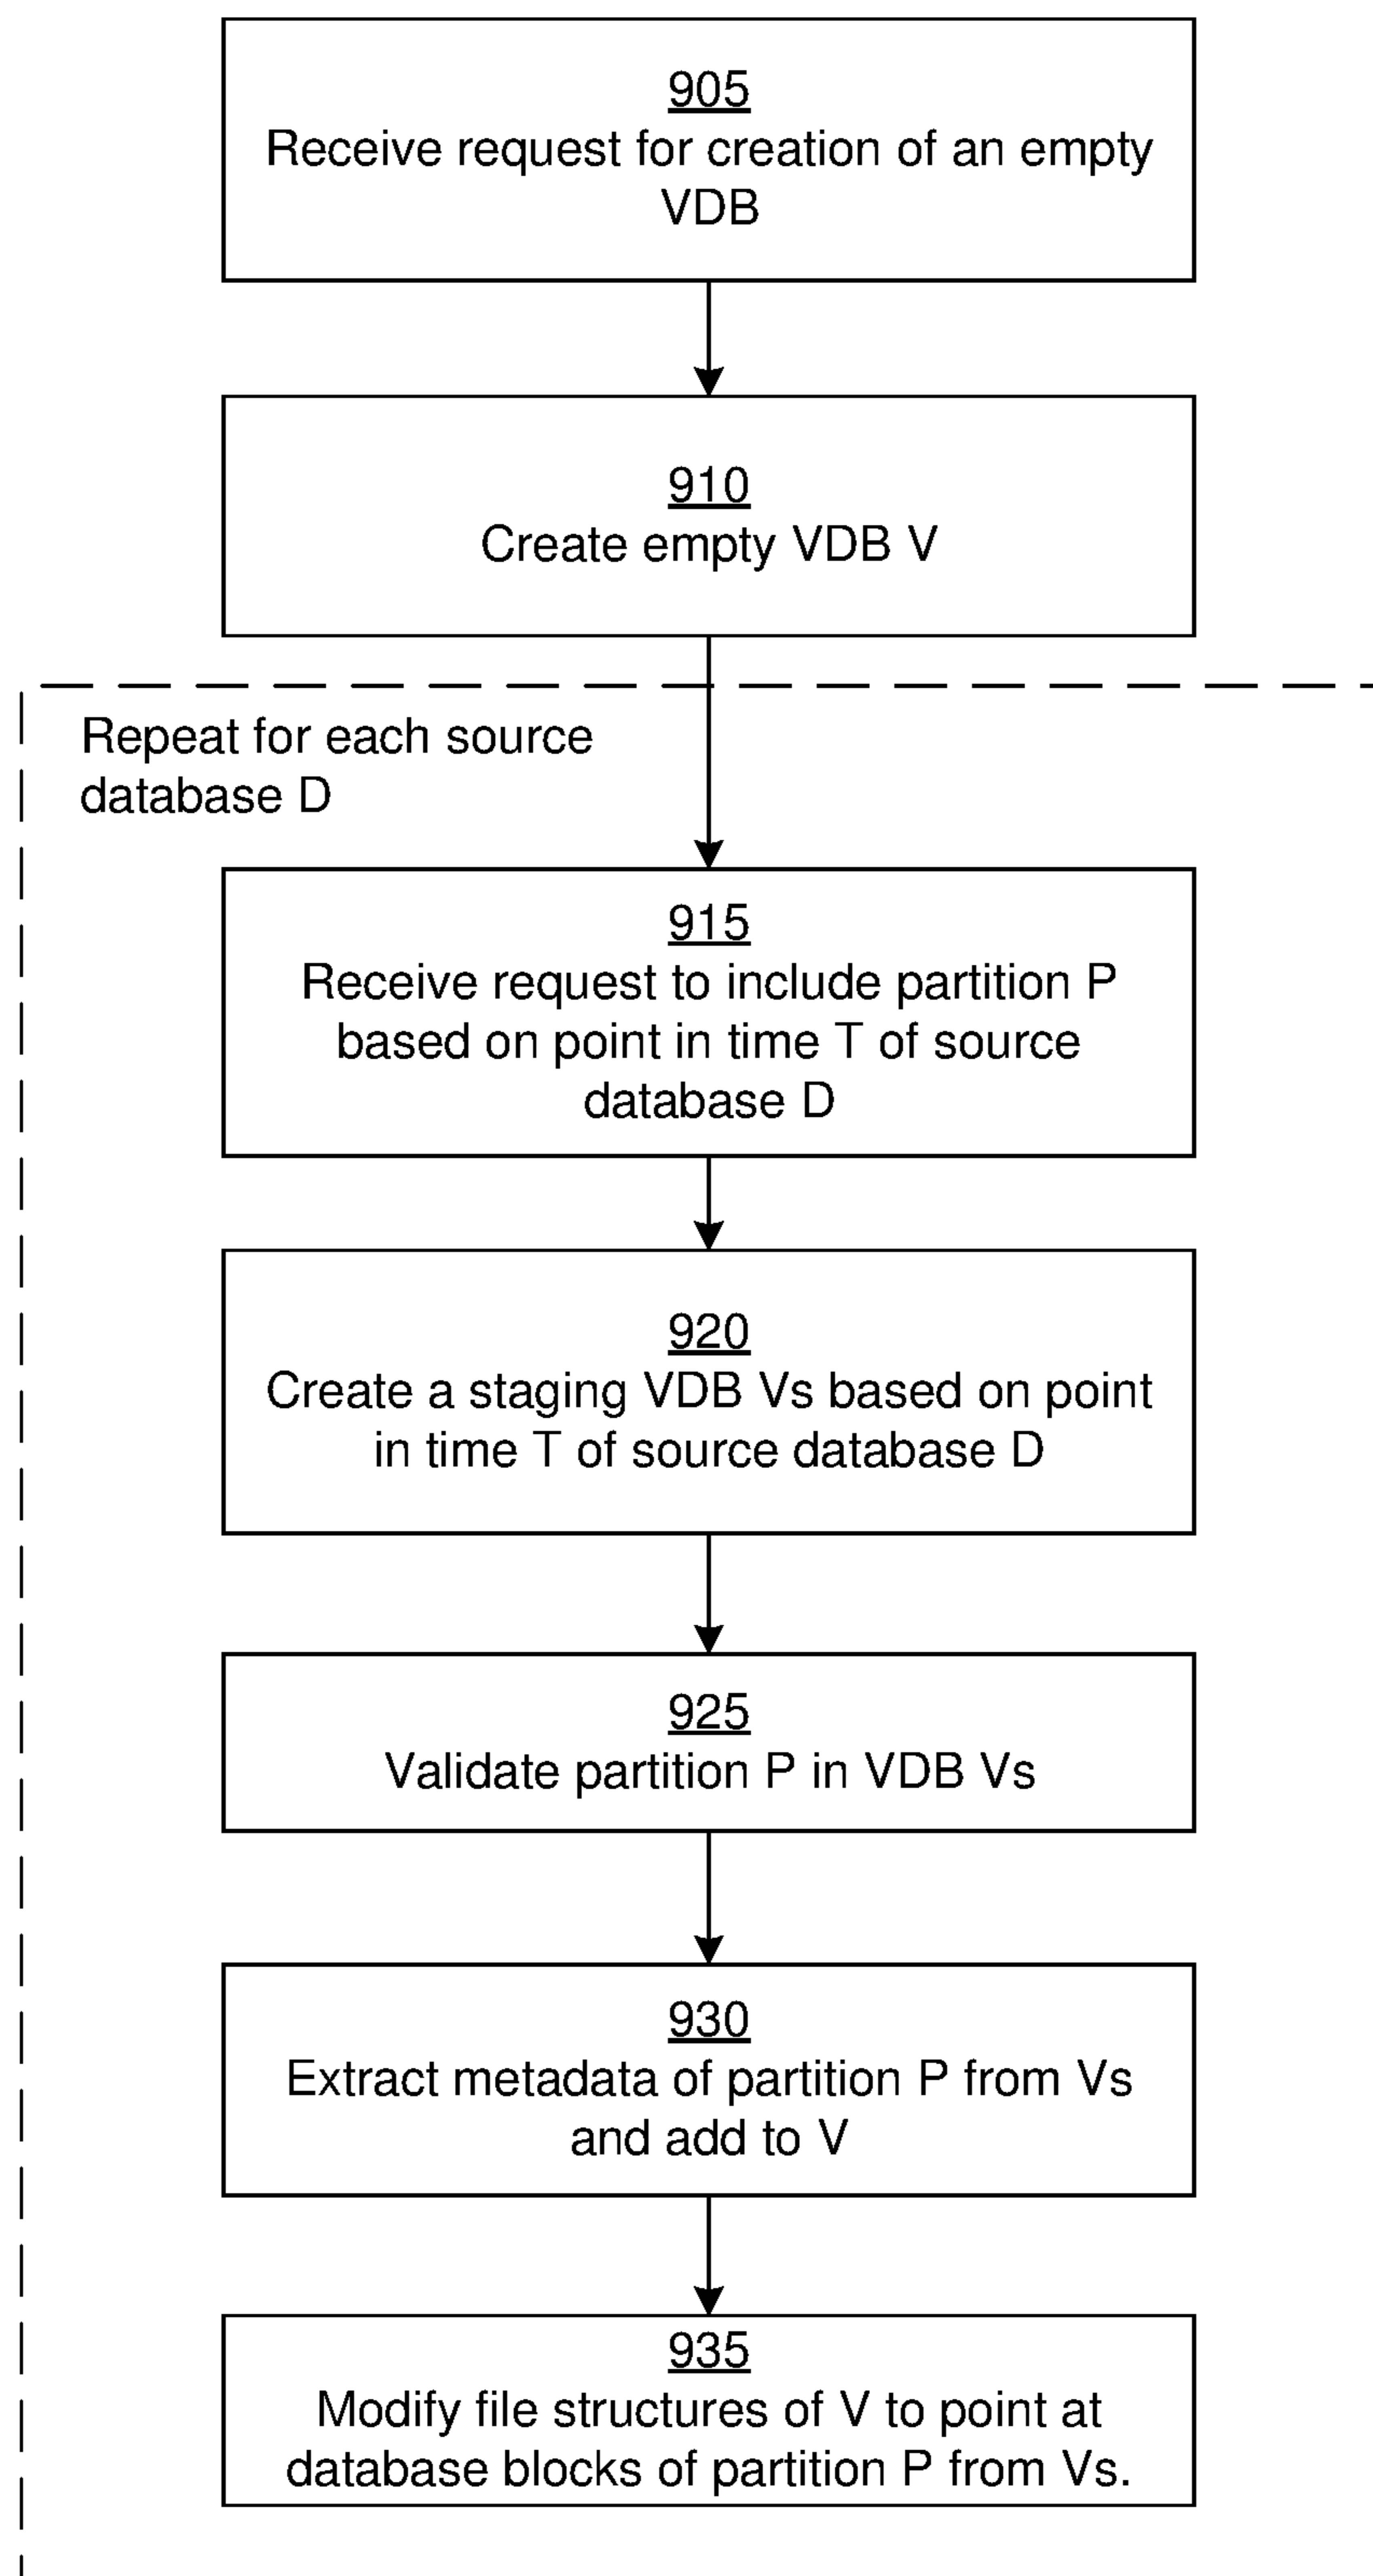 905
Receive request for creation of an empty
VDB
910
Create empty VDB V
Repeat for each source
database D
915
Receive request to include partition P
based on point in time T of source
database D
920
Create a staging VDB Vs based on point
in time T of source database D
925
Validate partition P in VDB Vs
930
Extract metadata of partition P from Vs
and add to V
935
Modify file structures of V to point at
database blocks of partition P from Vs.